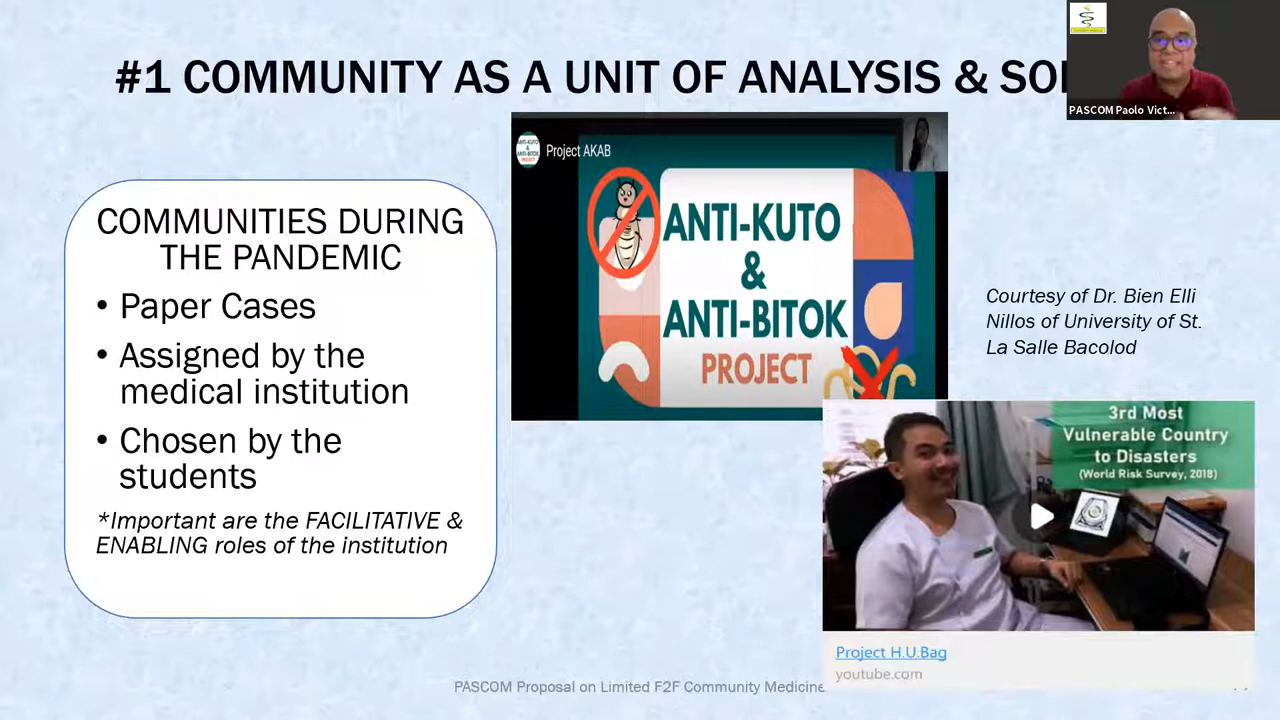 #1 COMMUNITY AS A UNIT OF ANALYSIS &
PASCOM Paolo Vict...
COMMUNITIES DURING
THE PANDEMIC
• Paper Cases
• Assigned by the
medical institution
• Chosen by the
students
*Important are the FACILITATIVE &
ENABLING roles of the institution
Project AKAB
ANTI-KUTO
&
ANTI-BITOK
PROJECT
Courtesy of Dr. Bien Elli
Nillos of University of St.
La Salle Bacolod
3rd Most
Vulnerable Country
to Disasters
(World Risk Survey, 2018)
Project H.U.Bag
youtube.com
PASCOM Proposal on Limited F2F Community Medicine